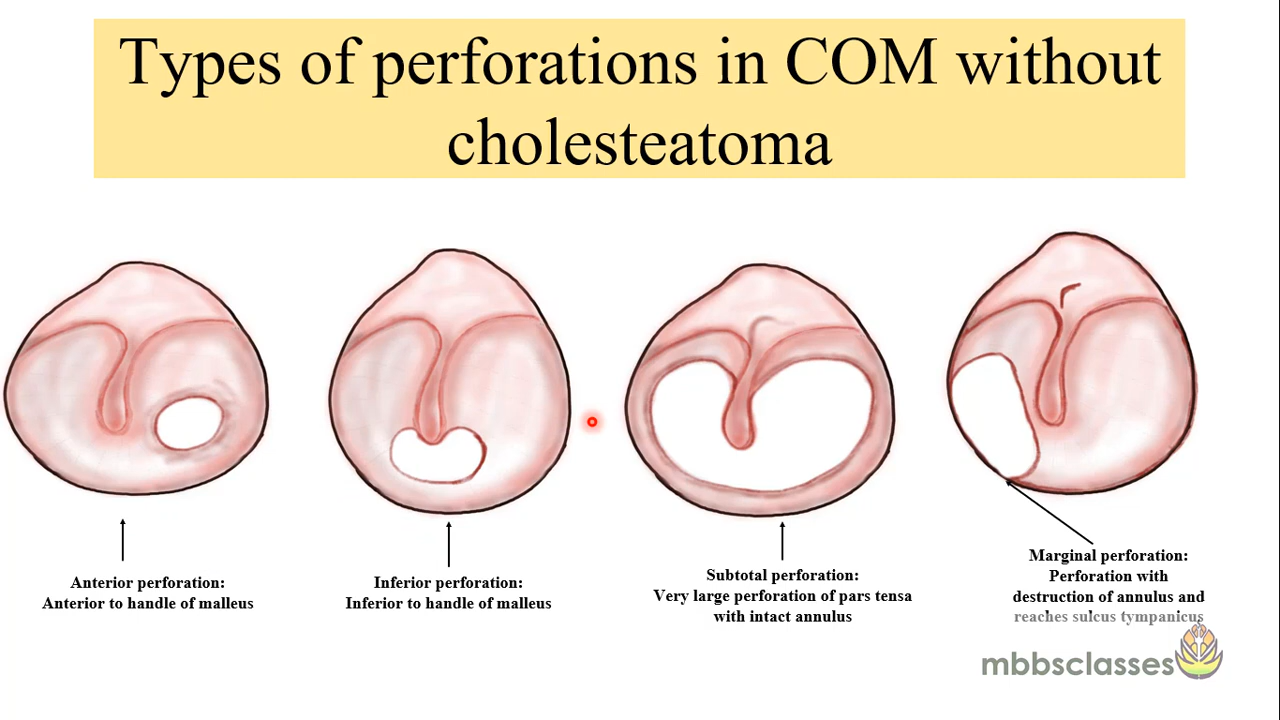 Types of perforations in COM without
cholesteatoma
Anterior perforation:
Anterior to handle of malleus
Inferior perforation:
Inferior to handle of malleus
Subtotal perforation:
Very large perforation of pars tensa
with intact annulus
Marginal perforation:
Perforation with
destruction of annulus and
reaches sulcus tympanicus
mbbsclasses